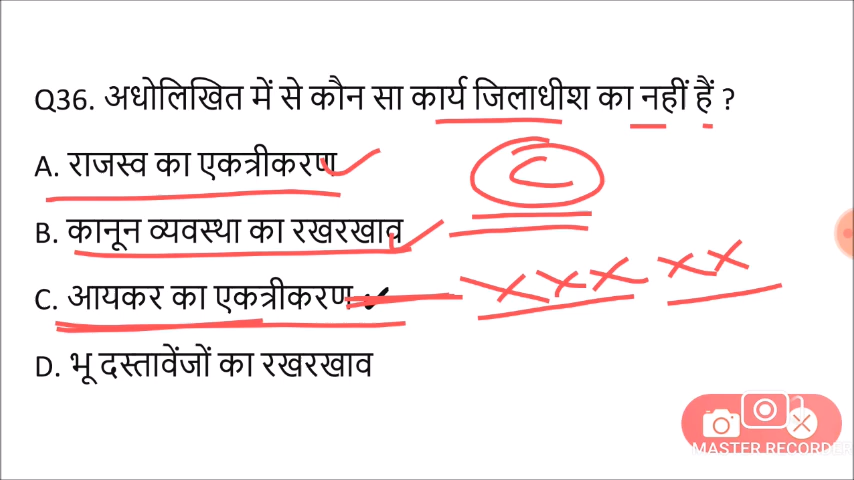 Q36. अधोलिखित में से कौन सा कार्य जिलाधीश का नहीं हैं ?
A. राजस्व का एकत्रीकरण
C
B. कानून व्यवस्था का रखरखाव
C. आयकर का एकत्रीकरण
D. भू दस्तावेंजों का रखरखाव
MASTER RECORDER